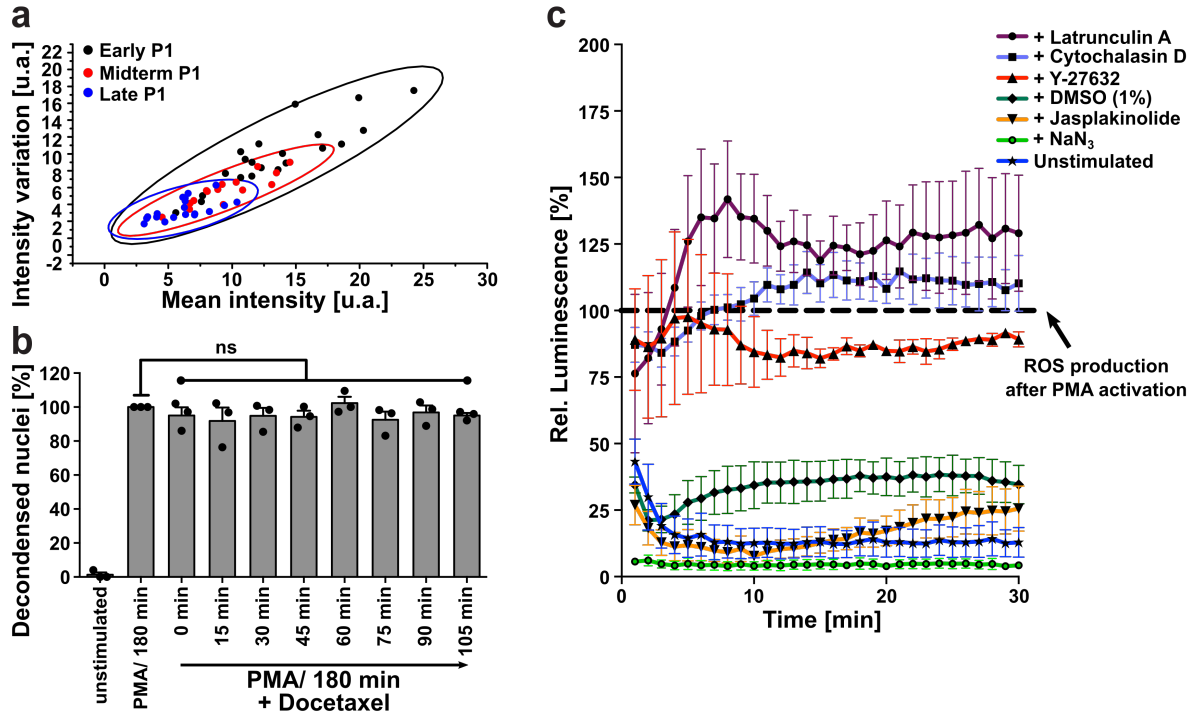 a
Intensity variation [u.a.]
22
20
18
16
14
12
10
8
6
4
2
0
-2
Early P1
Midterm P1
Late P1
0
5
10
15
20
25
30
Mean intensity [u.a.]
b
Decondensed nuclei [%]
120
100
80
60
40
20
0
ns
unstimulated
PMA/ 180 min
0 min
15 min
30 min
45 min
60 min
75 min
90 min
105 min
PMA/ 180 min
+ Docetaxel
c
Rel. Luminescence [%]
200
175
150
125
100
75
50
25
0
+ Latrunculin A
+ Cytochalasin D
+ Y-27632
+ DMSO (1%)
+ Jasplakinolide
+ NaN3
Unstimulated
ROS production
after PMA activation
0
10
20
30
Time [min]